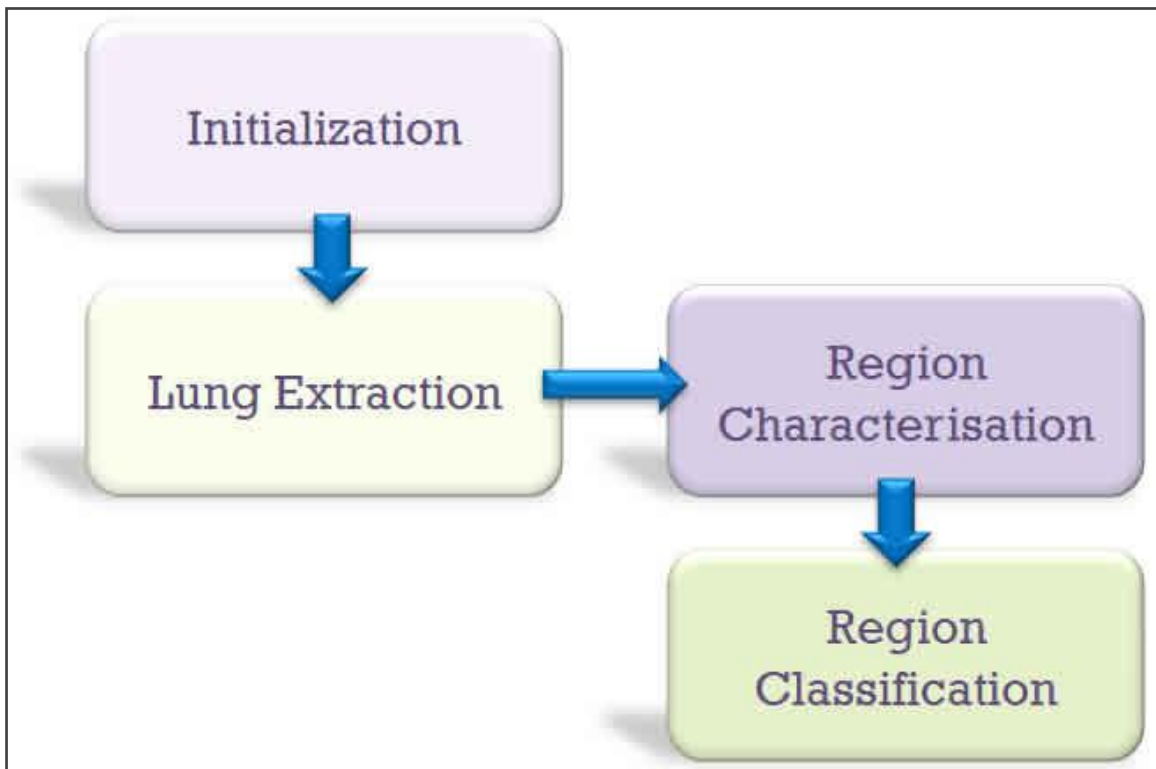 Initialization
Lung Extraction
Region
Characterisation
Region
Classification